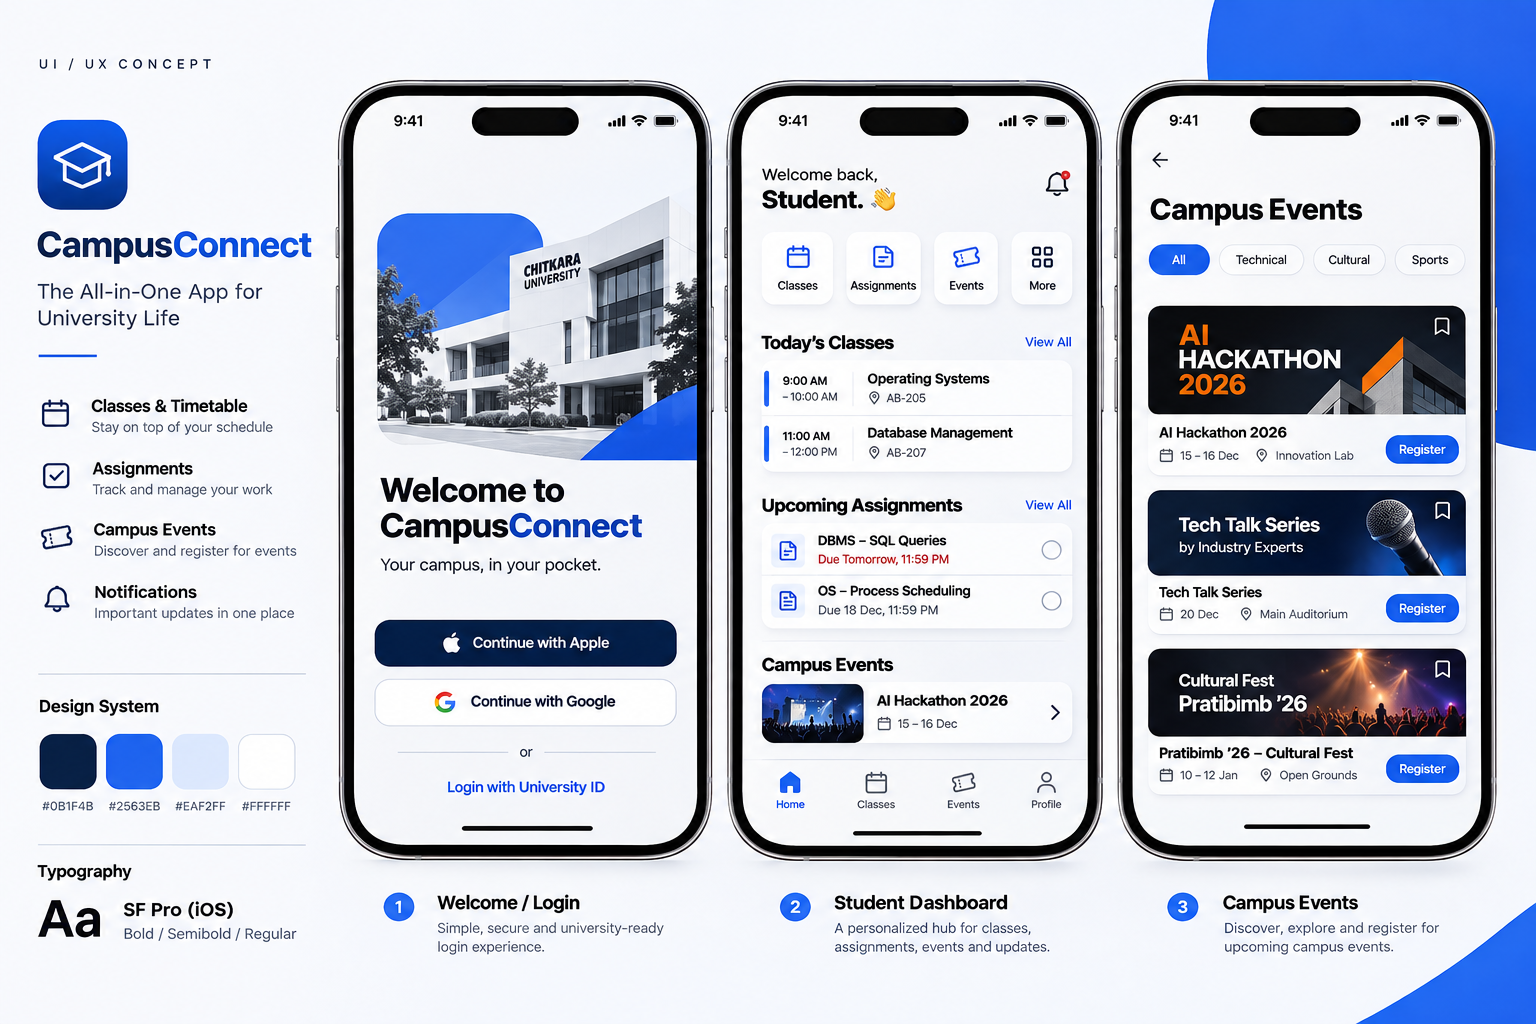 UI / UX CONCEPT
CampusConnect
The All-in-One App for
University Life
Classes & Timetable
Stay on top of your schedule
Assignments
Track and manage your work
Campus Events
Discover and register for events
Notifications
Important updates in one place
Design System
#0B1F4B #2563EB #EAF2FF #FFFFFF
Typography
Aa
SF Pro (iOS)
Bold / Semibold / Regular
9:41
CHITKARA
UNIVERSITY
Welcome to
CampusConnect
Your campus, in your pocket.
Continue with Apple
Continue with Google
or
Login with University ID
1
Welcome / Login
Simple, secure and university-ready
login experience.
9:41
Welcome back,
Student. 👋
Classes Assignments Events More
Today's Classes View All
9:00 AM
– 10:00 AM
Operating Systems
AB-205
11:00 AM
– 12:00 PM
Database Management
AB-207
Upcoming Assignments View All
DBMS – SQL Queries
Due Tomorrow, 11:59 PM
OS – Process Scheduling
Due 18 Dec, 11:59 PM
Campus Events
AI Hackathon 2026
15 – 16 Dec
Home Classes Events Profile
2
Student Dashboard
A personalized hub for classes,
assignments, events and updates.
9:41
Campus Events
All Technical Cultural Sports
AI
HACKATHON
2026
AI Hackathon 2026
15 – 16 Dec Innovation Lab
Register
Tech Talk Series
by Industry Experts
Tech Talk Series
20 Dec Main Auditorium
Register
Cultural Fest
Pratibimb '26
Pratibimb '26 – Cultural Fest
10 – 12 Jan Open Grounds
Register
3
Campus Events
Discover, explore and register for
upcoming campus events.